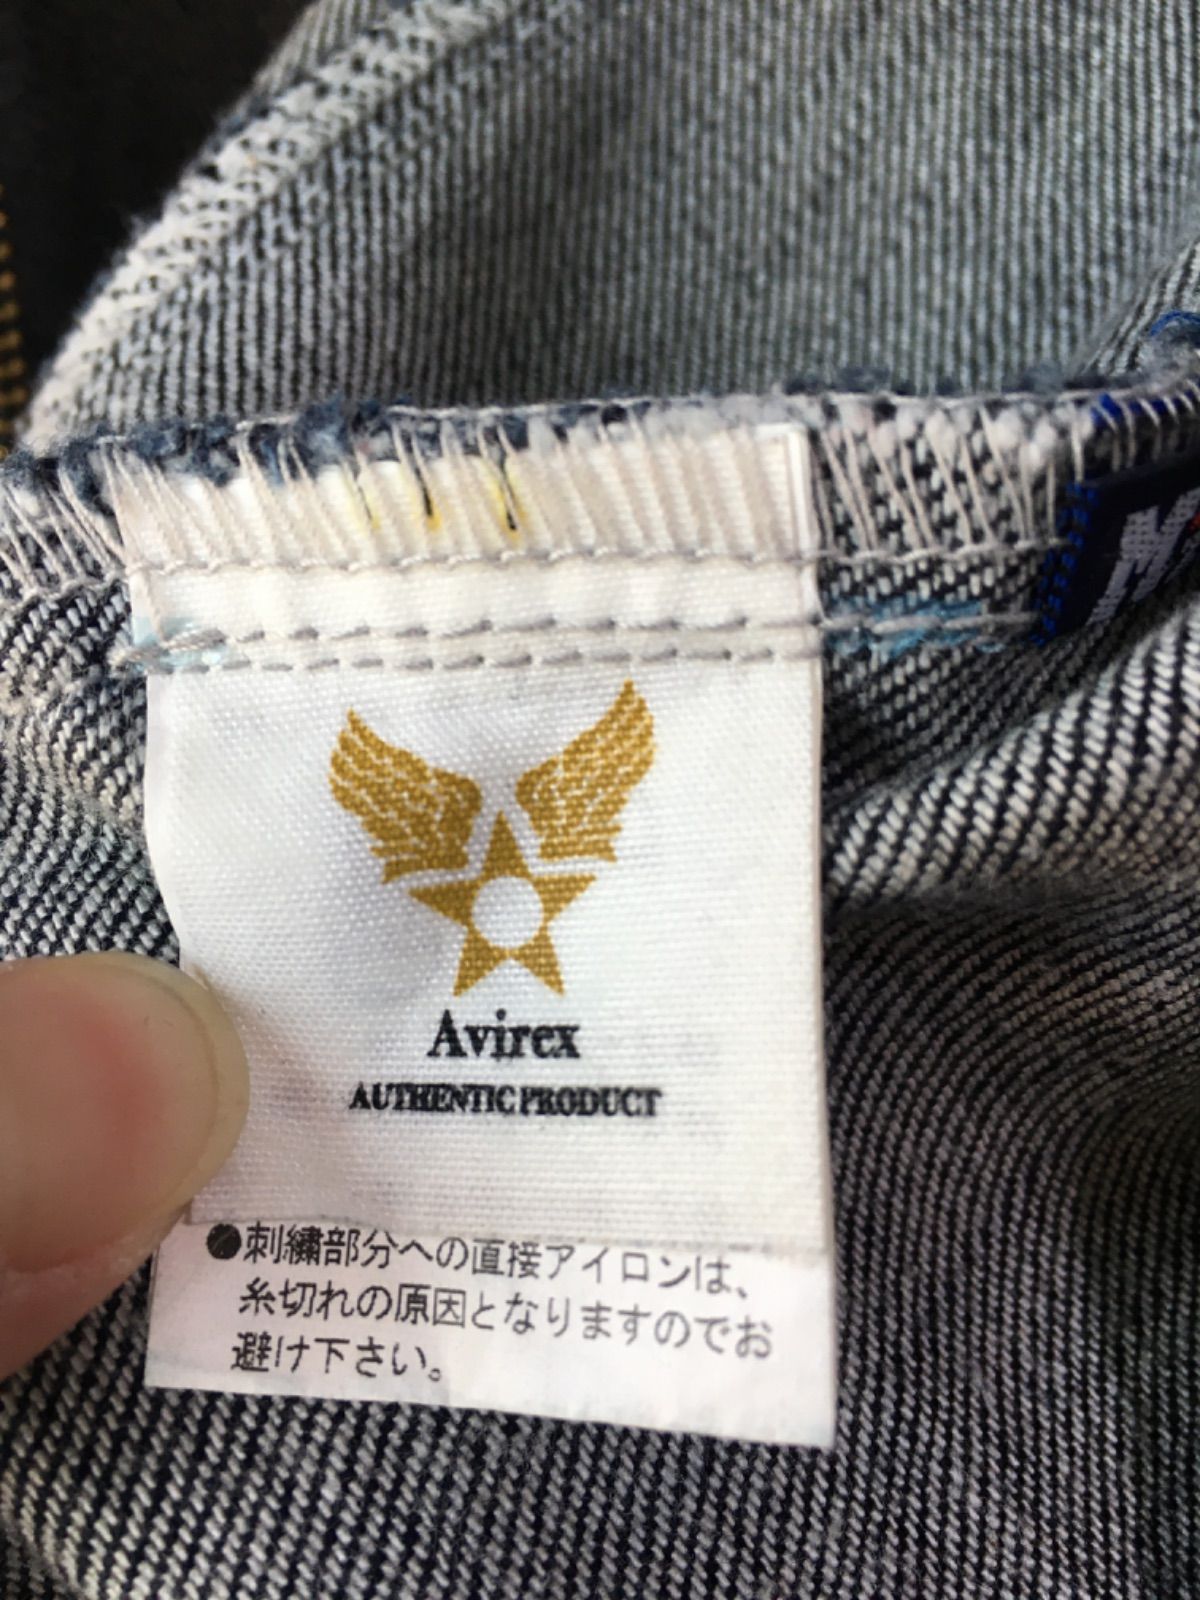 Avirex
AUTHENTIC PRODUCT
●刺繍部分への直接アイロンは、
糸切れの原因となりますのでお
避け下さい。